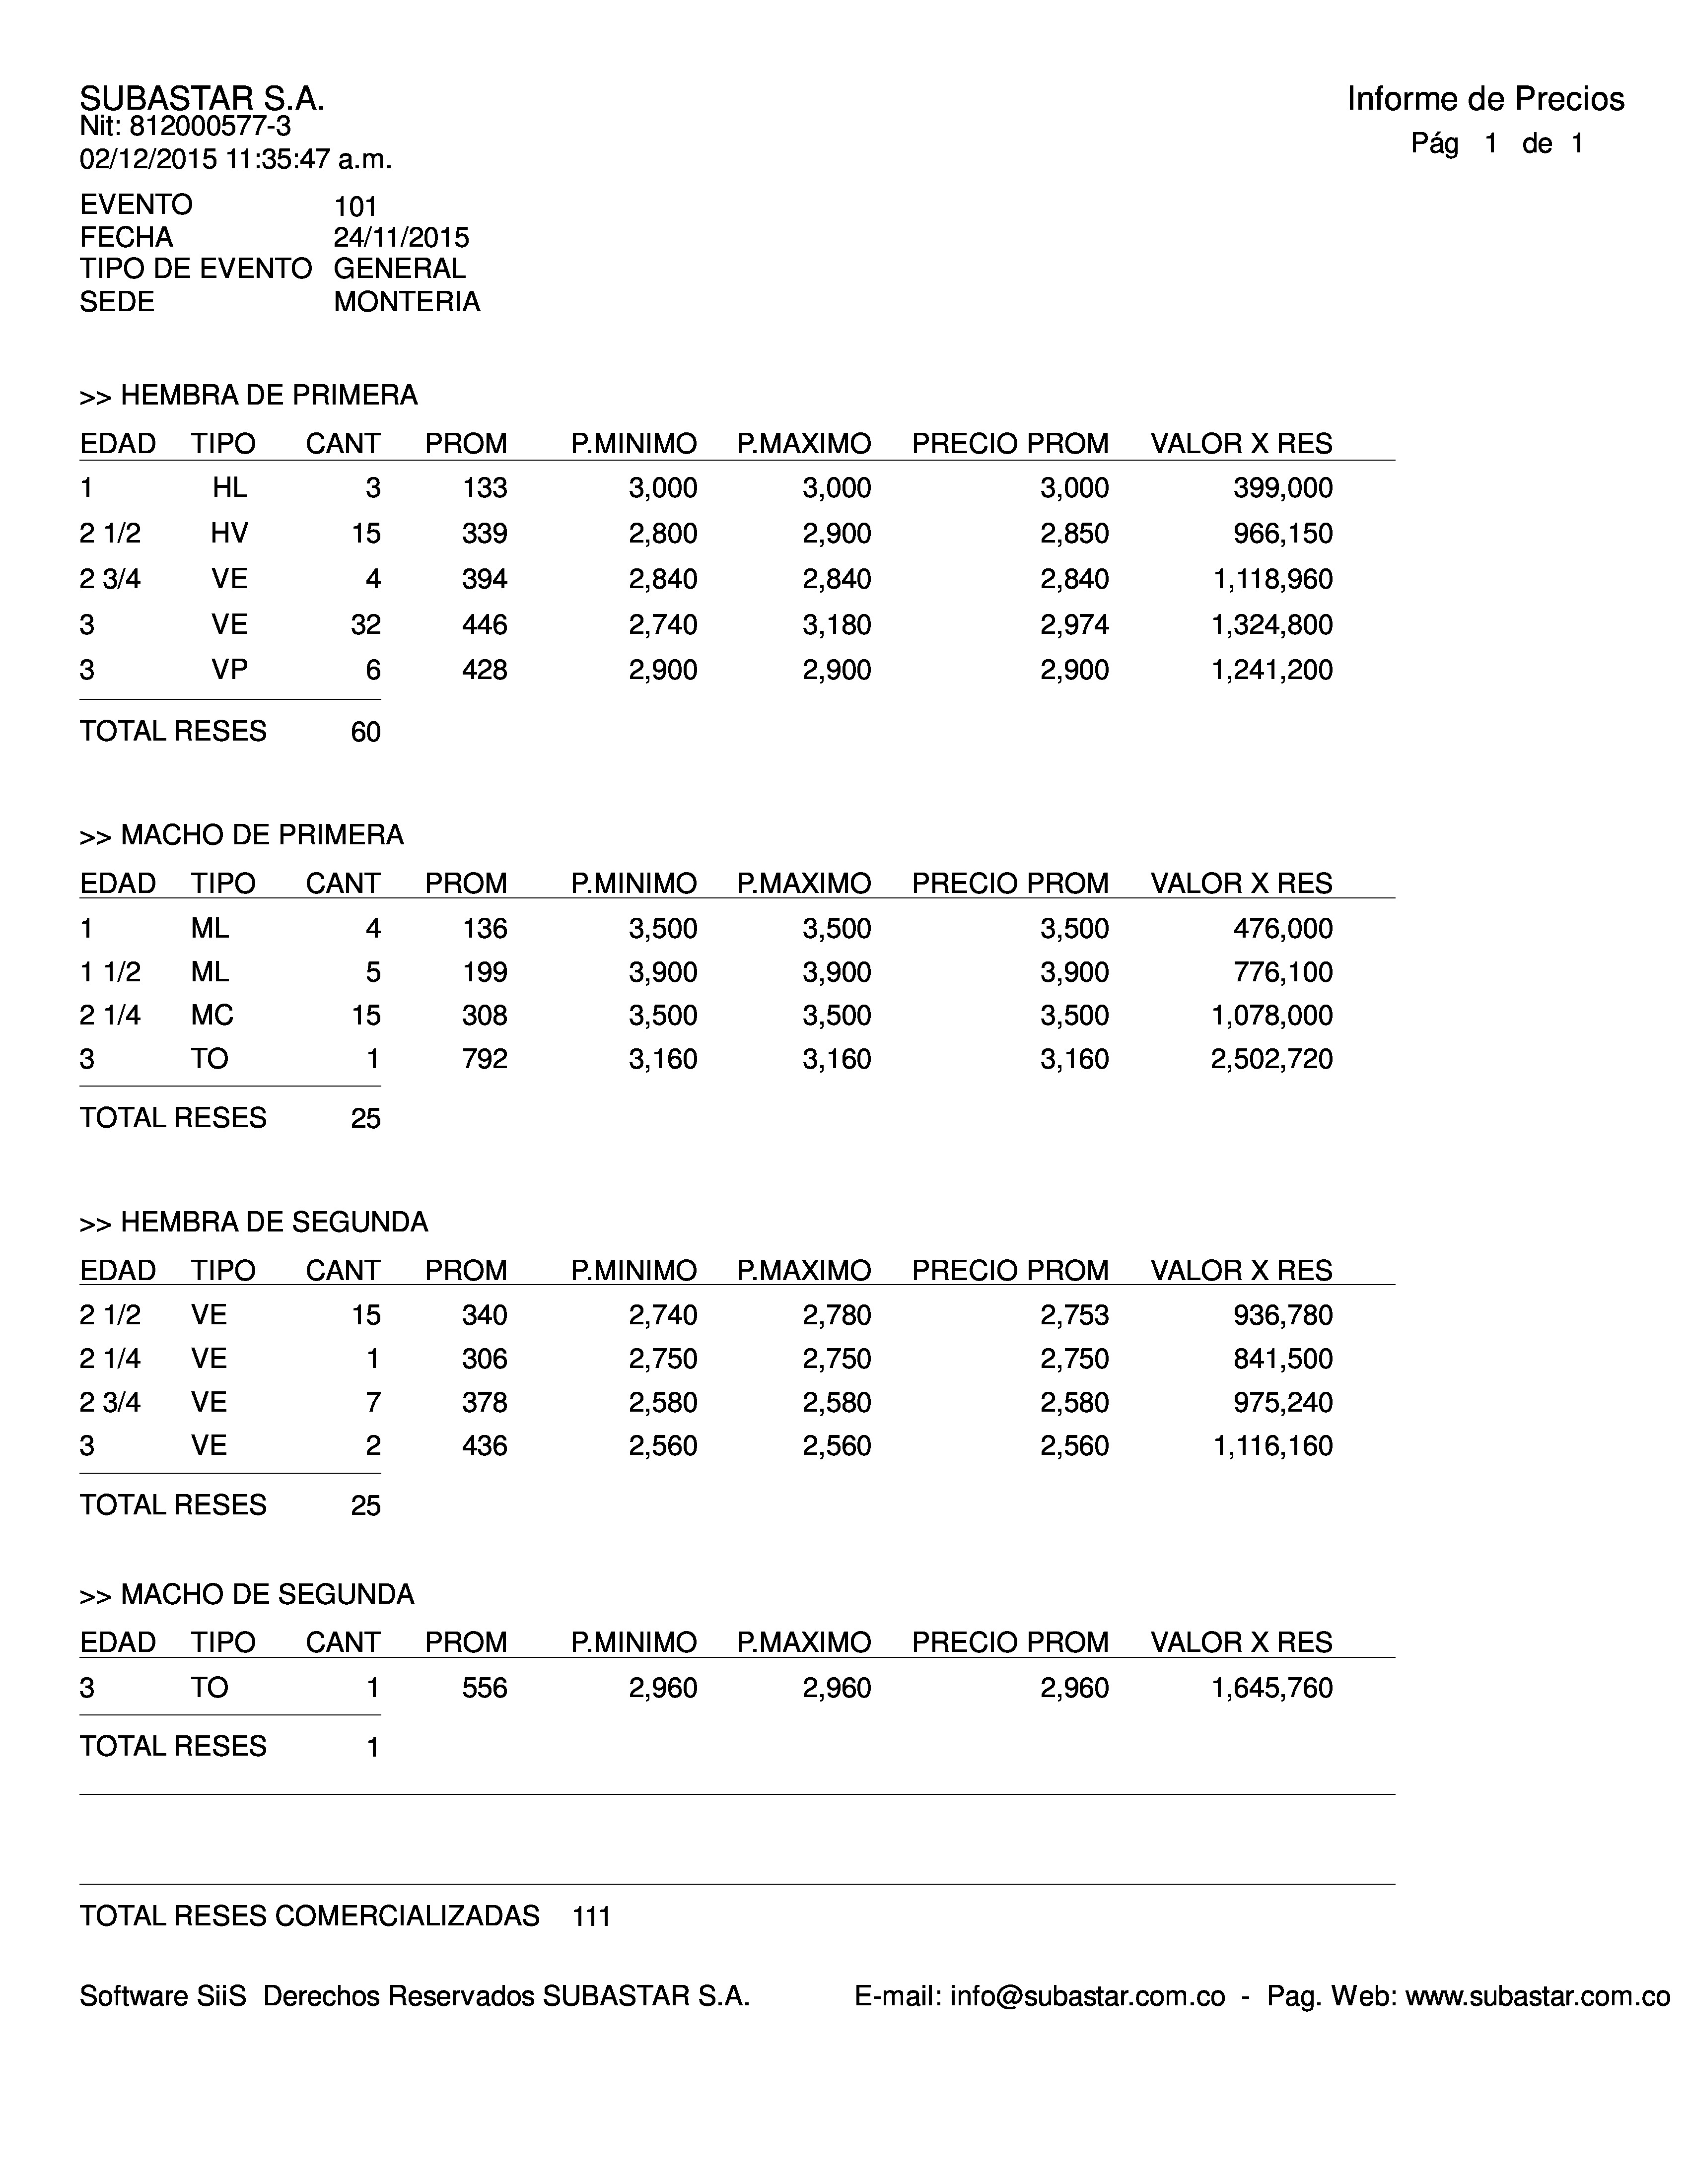 SUBASTAR S.A.
Informe de Precios
Nit: 812000577-3
Pág 1 de 1
02/12/2015 11:35:47 a.m.
EVENTO 101
FECHA 24/11/2015
TIPO DE EVENTO GENERAL
SEDE MONTERIA
>> HEMBRA DE PRIMERA
EDAD TIPO CANT PROM P.MINIMO P.MAXIMO PRECIO PROM VALOR X RES
1 HL 3 133 3,000 3,000 3,000 399,000
2 1/2 HV 15 339 2,800 2,900 2,850 966,150
2 3/4 VE 4 394 2,840 2,840 2,840 1,118,960
3 VE 32 446 2,740 3,180 2,974 1,324,800
3 VP 6 428 2,900 2,900 2,900 1,241,200
TOTAL RESES 60
>> MACHO DE PRIMERA
EDAD TIPO CANT PROM P.MINIMO P.MAXIMO PRECIO PROM VALOR X RES
1 ML 4 136 3,500 3,500 3,500 476,000
1 1/2 ML 5 199 3,900 3,900 3,900 776,100
2 1/4 MC 15 308 3,500 3,500 3,500 1,078,000
3 TO 1 792 3,160 3,160 3,160 2,502,720
TOTAL RESES 25
>> HEMBRA DE SEGUNDA
EDAD TIPO CANT PROM P.MINIMO P.MAXIMO PRECIO PROM VALOR X RES
2 1/2 VE 15 340 2,740 2,780 2,753 936,780
2 1/4 VE 1 306 2,750 2,750 2,750 841,500
2 3/4 VE 7 378 2,580 2,580 2,580 975,240
3 VE 2 436 2,560 2,560 2,560 1,116,160
TOTAL RESES 25
>> MACHO DE SEGUNDA
EDAD TIPO CANT PROM P.MINIMO P.MAXIMO PRECIO PROM VALOR X RES
3 TO 1 556 2,960 2,960 2,960 1,645,760
TOTAL RESES 1
TOTAL RESES COMERCIALIZADAS 111
Software SiiS Derechos Reservados SUBASTAR S.A. E-mail: info@subastar.com.co - Pag. Web: www.subastar.com.co